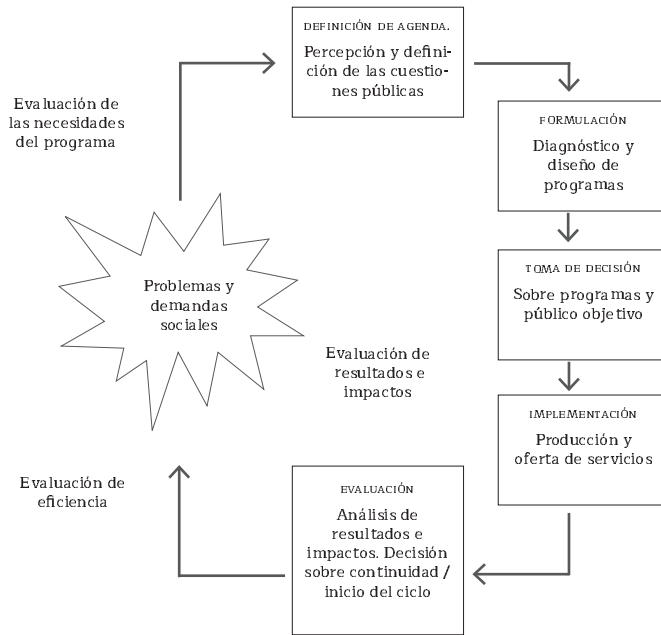 DEFINICIÓN DE AGENDA.
Percepción y defini-
ción de las cuestio-
nes públicas
Evaluación de
las necesidades
del programa
FORMULACIÓN
Diagnóstico y
diseño de
programas
TOMA DE DECISIÓN
Sobre programas y
público objetivo
Problemas y
demandas
sociales
Evaluación de
resultados e
impactos
IMPLEMENTACIÓN
Producción y
oferta de servicios
Evaluación de
eficiencia
EVALUACIÓN
Análisis de
resultados e
impactos. Decisión
sobre continuidad /
inicio del ciclo